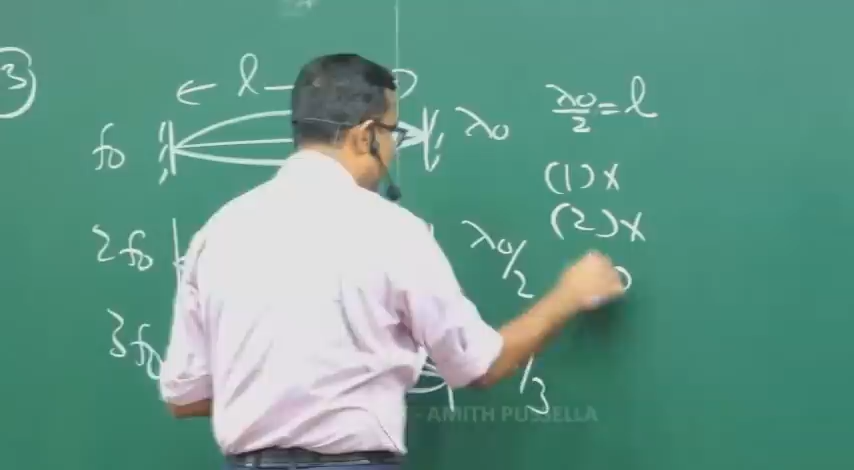 3
← l
f₀ λ₀ λ₀/2 = l
(1) x
(2) x
2f₀ λ₀/2
3f₀ /3
- AMITH PUSSELLA